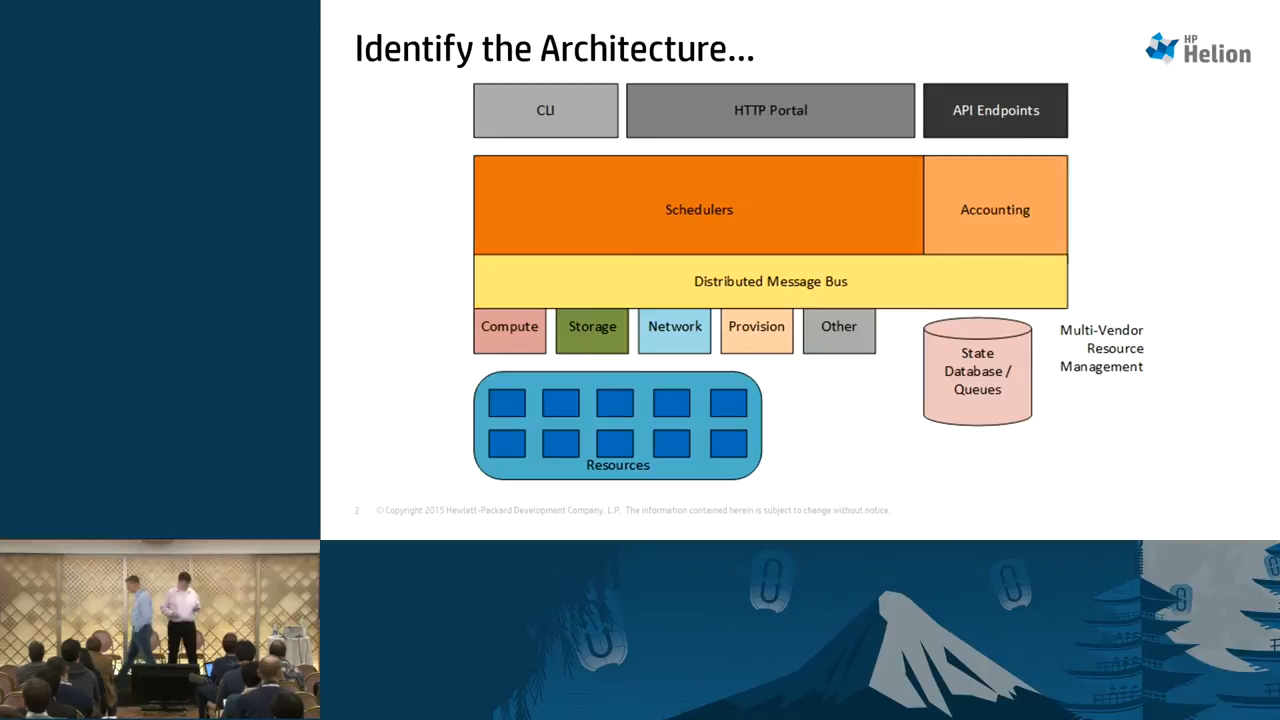 Identify the Architecture...
HP
Helion
CLI
HTTP Portal
API Endpoints
Schedulers
Accounting
Distributed Message Bus
Compute
Storage
Network
Provision
Other
State
Database /
Queues
Multi-Vendor
Resource
Management
Resources
2
© Copyright 2015 Hewlett-Packard Development Company, L.P. The information contained herein is subject to change without notice.